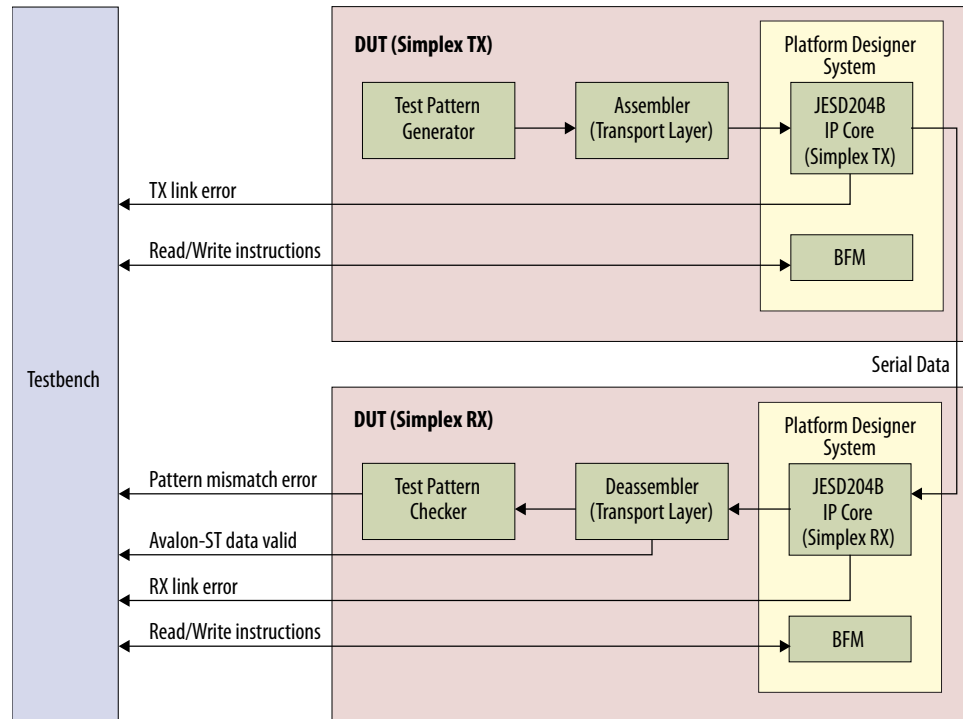 DUT (Simplex TX)
Platform Designer
System
Test Pattern
Generator
Assembler
(Transport Layer)
JESD204B
IP Core
(Simplex TX)
TX link error
Read/Write instructions
BFM
Testbench
Serial Data
DUT (Simplex RX)
Platform Designer
System
Pattern mismatch error
Test Pattern
Checker
Deassembler
(Transport Layer)
JESD204B
IP Core
(Simplex RX)
Avalon-ST data valid
RX link error
Read/Write instructions
BFM